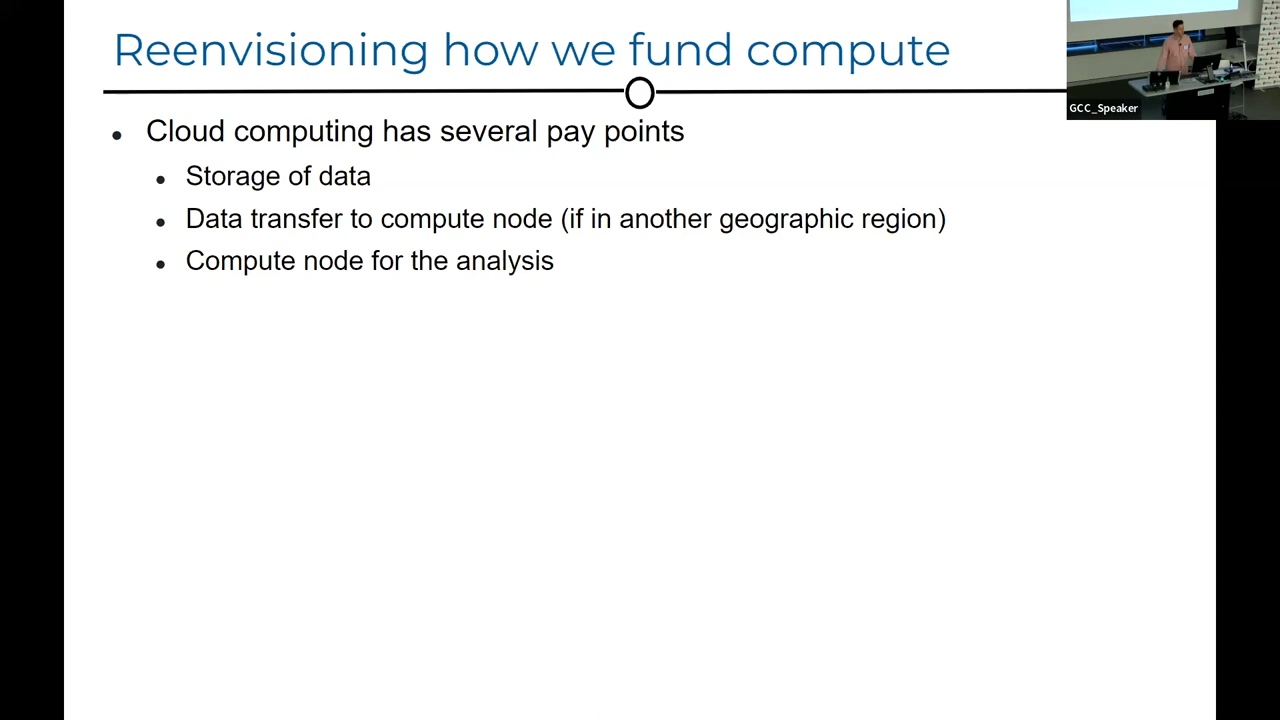 Reenvisioning how we fund compute
GCC_Speaker
• Cloud computing has several pay points
• Storage of data
• Data transfer to compute node (if in another geographic region)
• Compute node for the analysis